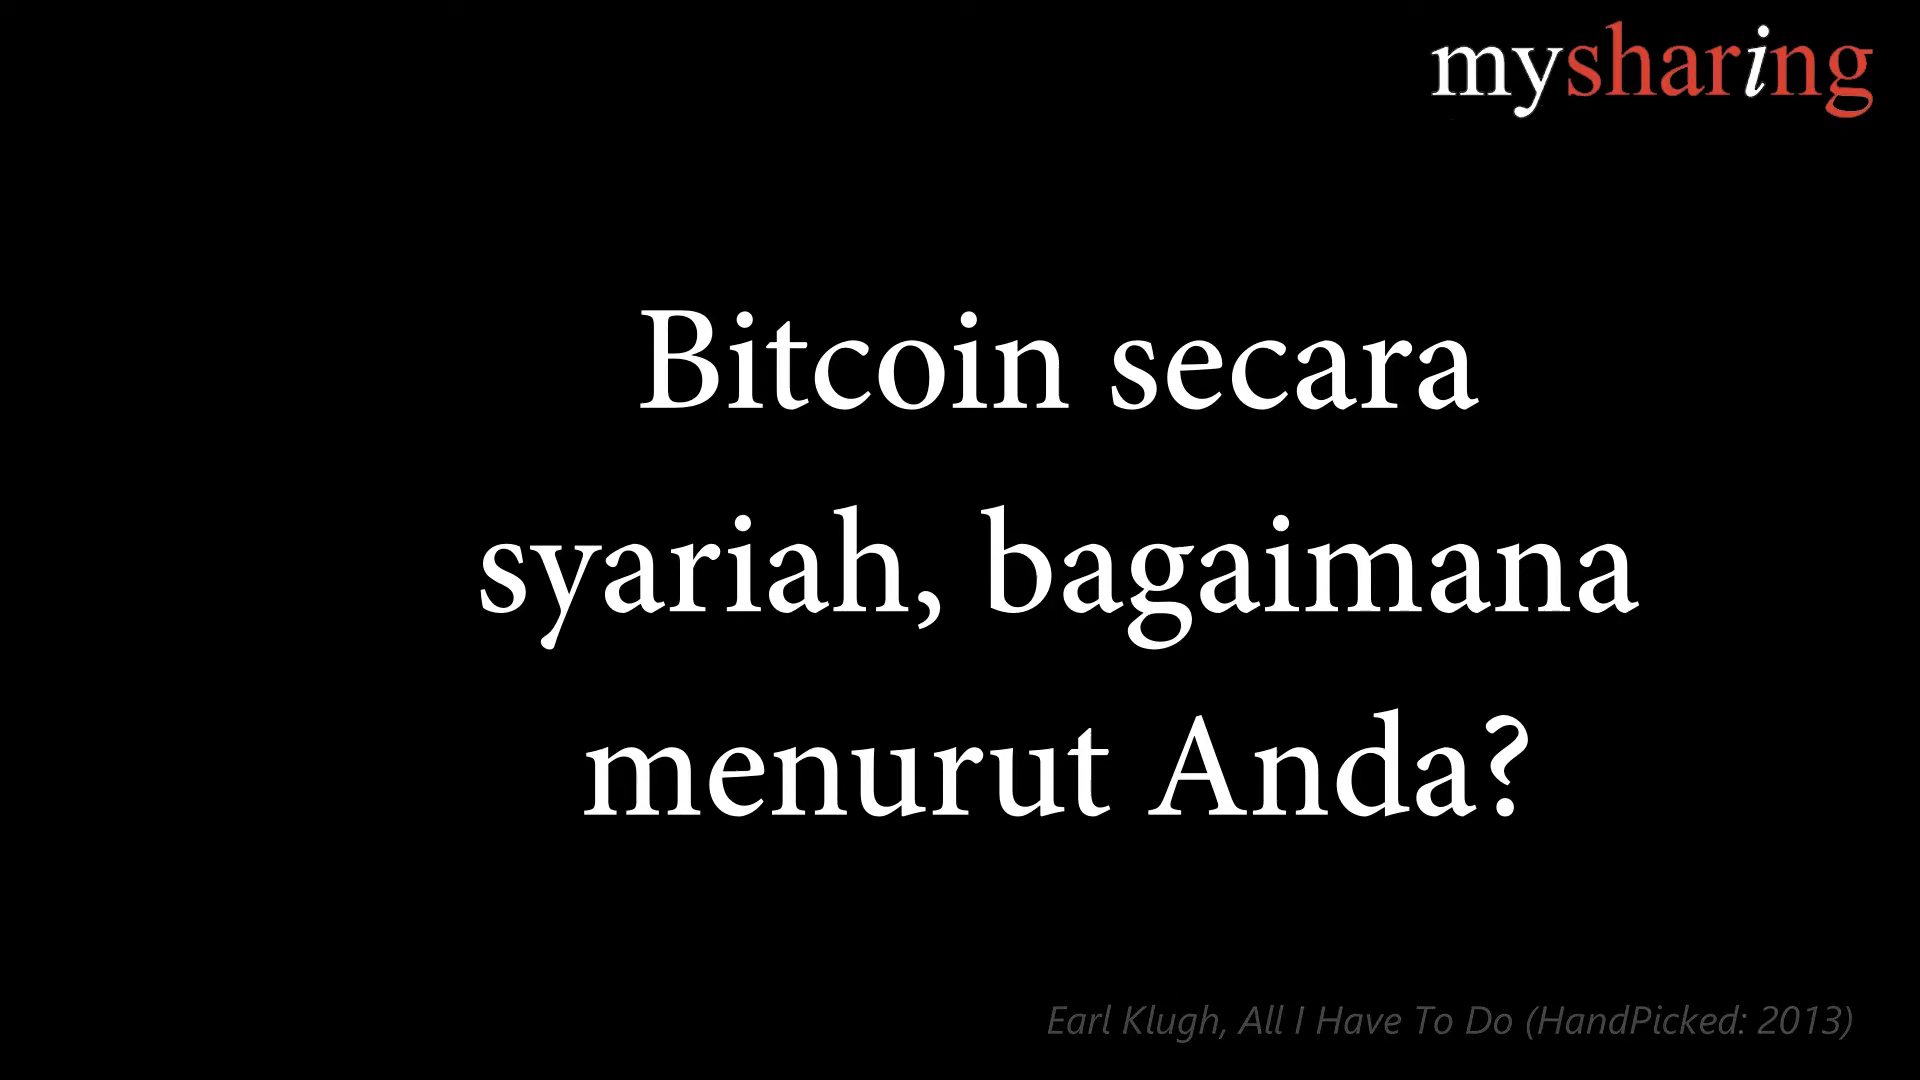 mysharing
Bitcoin secara
syariah, bagaimana
menurut Anda?
Earl Klugh, All I Have To Do (HandPicked: 2013)